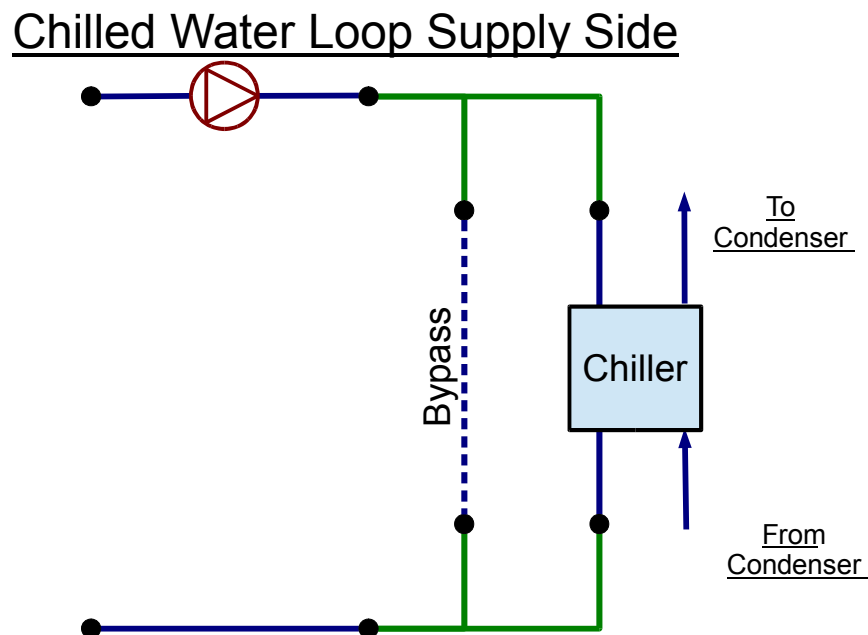 Chilled Water Loop Supply Side
To
Condenser
Bypass
Chiller
From
Condenser